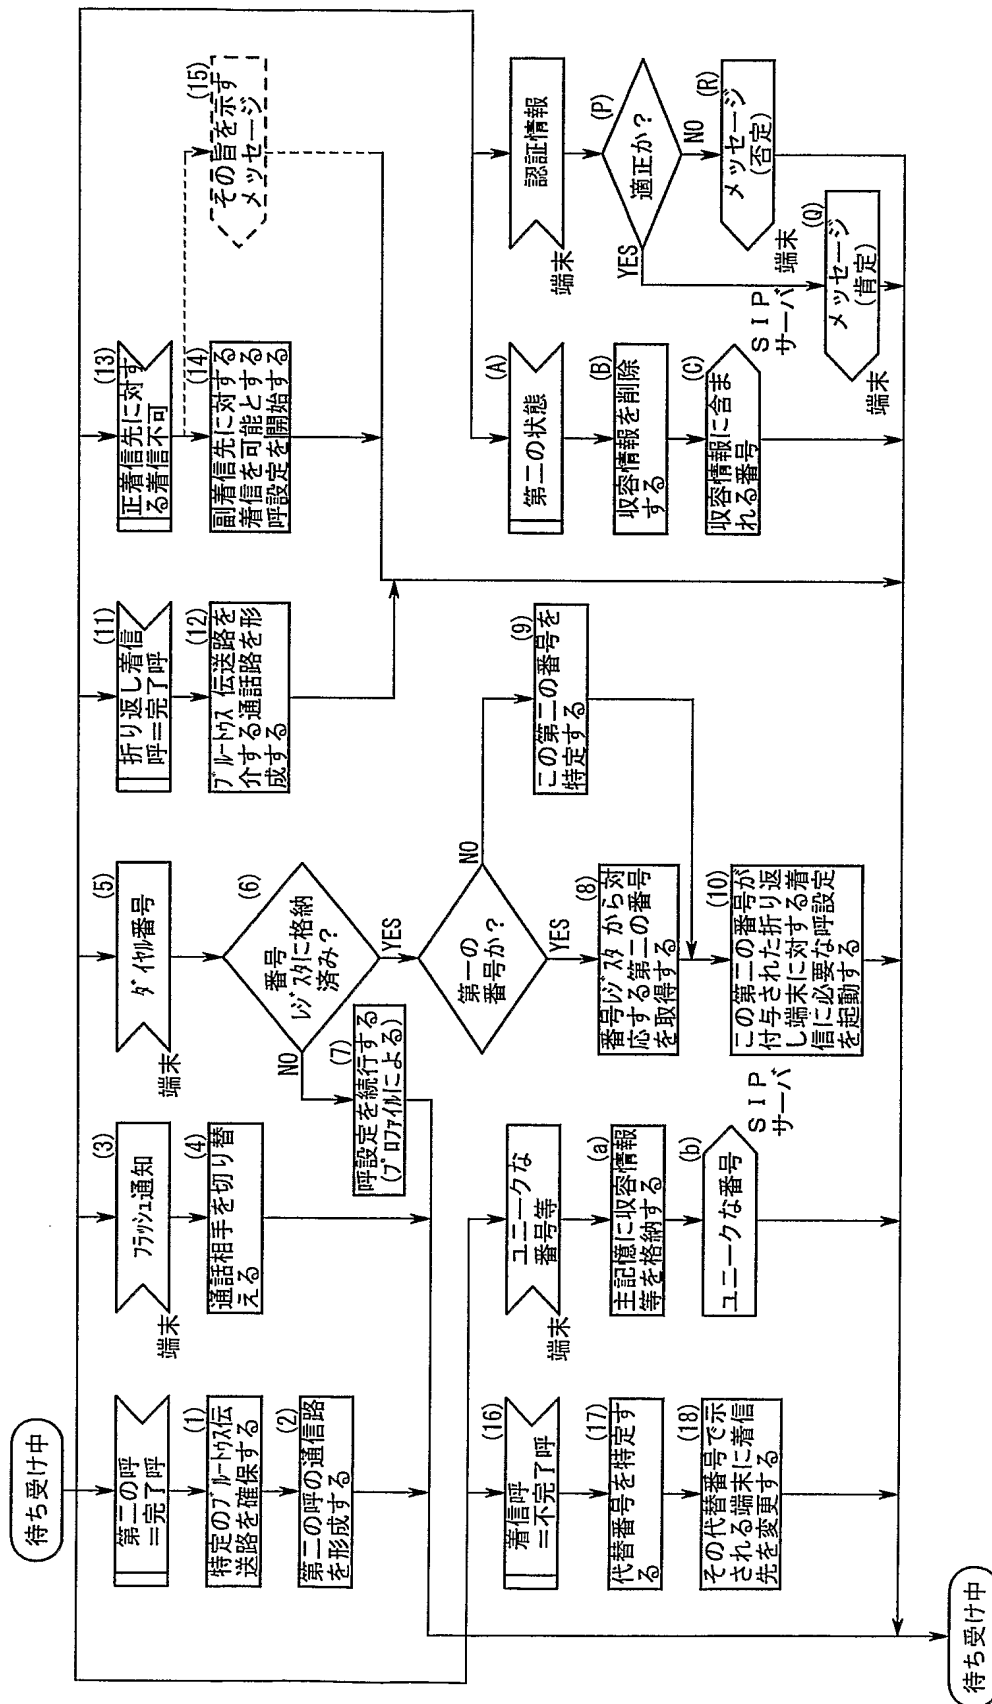 待ち受け中
第二の呼
=完了呼
(1)
特定のブルートゥス伝
送路を確保する
(2)
第二の呼の通信路
を形成する
(3)
フラッシュ通知
端末
(4)
通話相手を切り替
える
(5)
ダイヤル番号
端末
(6)
番号
レジスタに格納
済み?
NO
YES
(7)
呼設定を続行する
(プロファイルによる)
第一の
番号か?
NO
YES
(8)
番号レジスタから対
応する第二の番号
を取得する
(9)
この第二の番号を
特定する
(10)
この第二の番号が
付与された折り返
し端末に対する着
信に必要な呼設定
を起動する
(11)
折り返し着信
呼=完了呼
(12)
ブルートゥス伝送路を
介する通話路を形
成する
(13)
正着信先に対す
る着信不可
(14)
副着信先に対する
着信を可能とする
呼設定を開始する
(15)
その旨を示す
メッセージ
(16)
着信呼
=不完了呼
(17)
代替番号を特定す
る
(18)
その代替番号で示
される端末に着信
先を変更する
ユニークな
番号等
端末
(a)
主記憶に収容情報
等を格納する
(b)
ユニークな番号
SIP
サーバ
(A)
第二の状態
(B)
収容情報を削除
する
(C)
収容情報に含ま
れる番号
SIP
サーバ
認証情報
端末
(P)
適正か?
YES
NO
(R)
メッセージ
(否定)
端末
(Q)
メッセージ
(肯定)
端末
待ち受け中